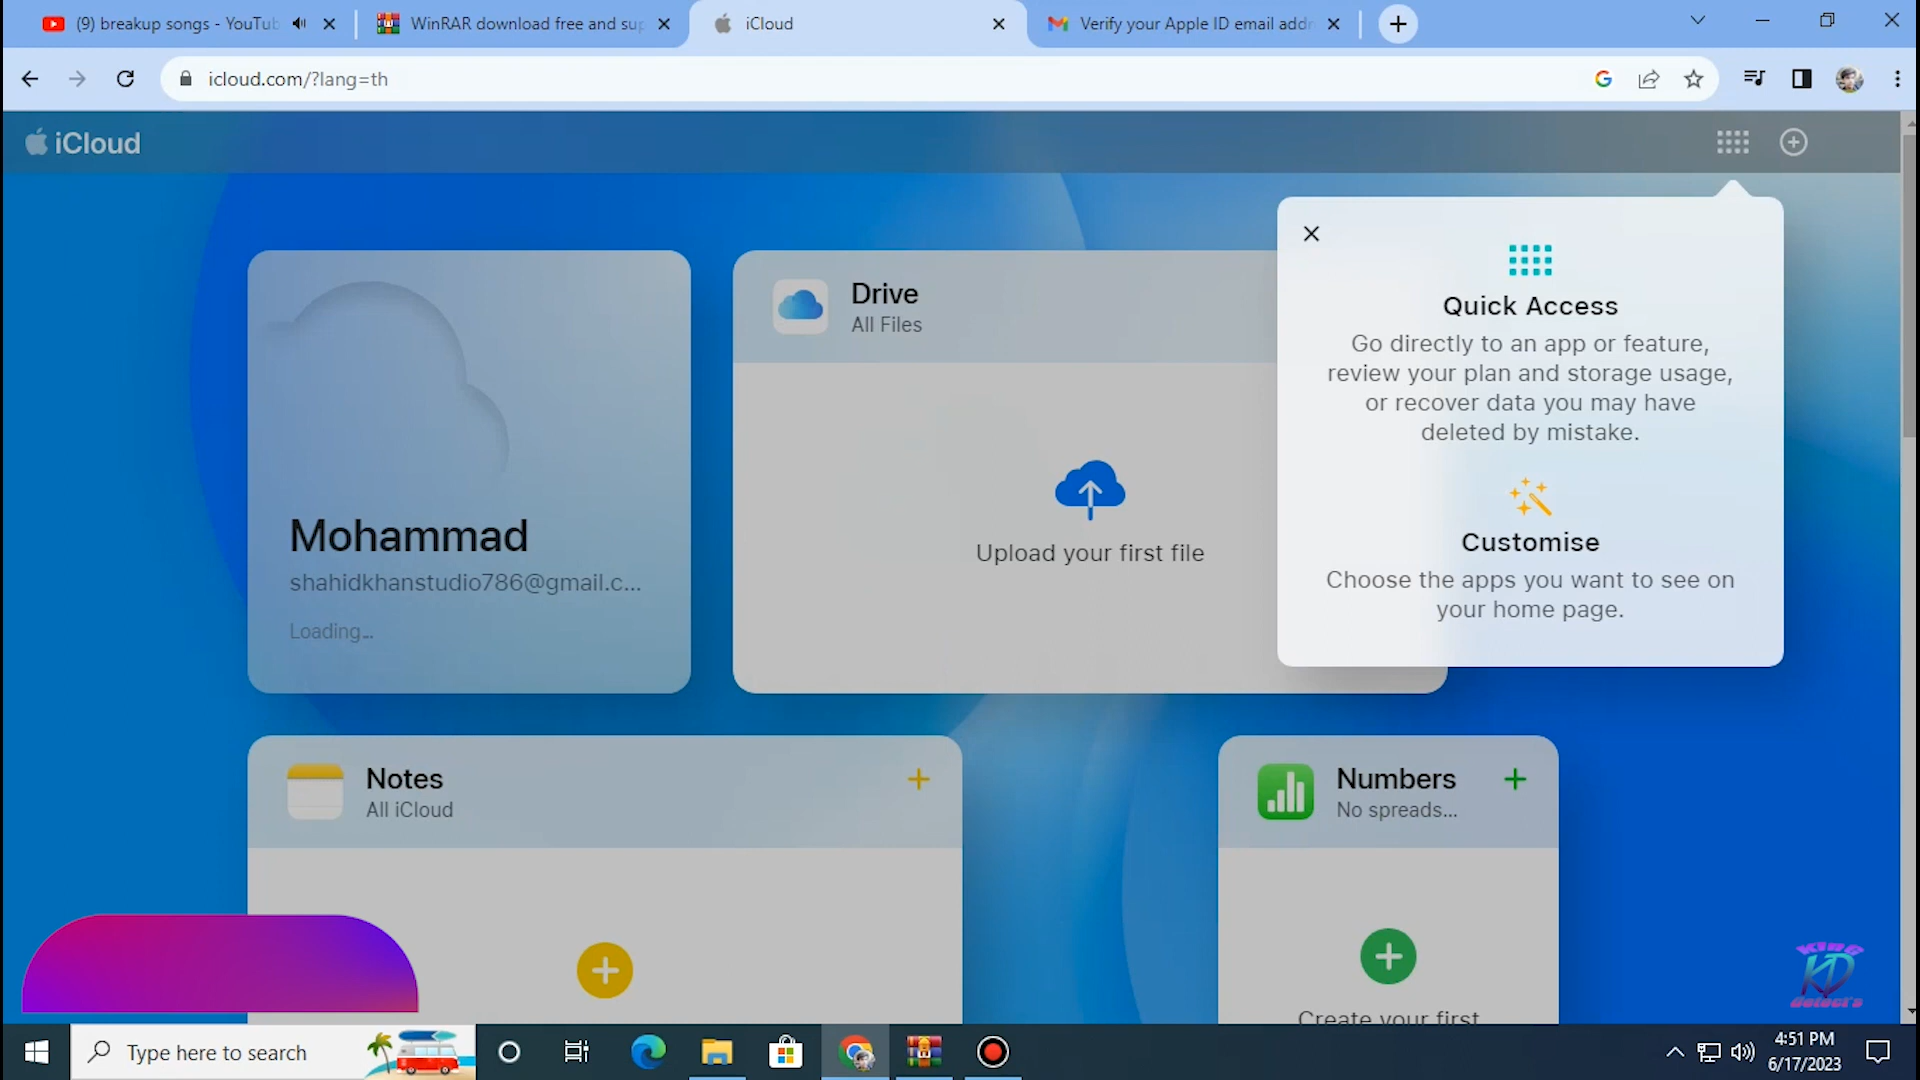 (9) breakup songs - YouTub
WinRAR download free and sup
iCloud
Verify your Apple ID email addr
icloud.com/?lang=th
iCloud
Quick Access
Go directly to an app or feature,
review your plan and storage usage,
or recover data you may have
deleted by mistake.
Customise
Choose the apps you want to see on
your home page.
Drive
All Files
Upload your first file
Mohammad
shahidkhanstudio786@gmail.c...
Loading...
Notes
All iCloud
Numbers
No spreads...
Create your first
King
KD
Detect's
Type here to search
4:51 PM
6/17/2023